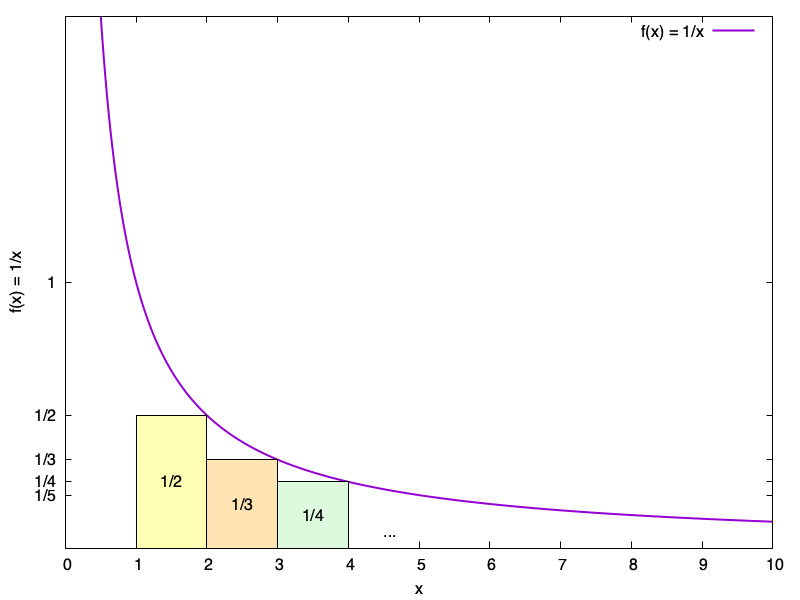 f(x) = 1/x
f(x) = 1/x
1
1/2
1/3
1/4
1/5
1/2
1/3
1/4
...
0 1 2 3 4 5 6 7 8 9 10
x